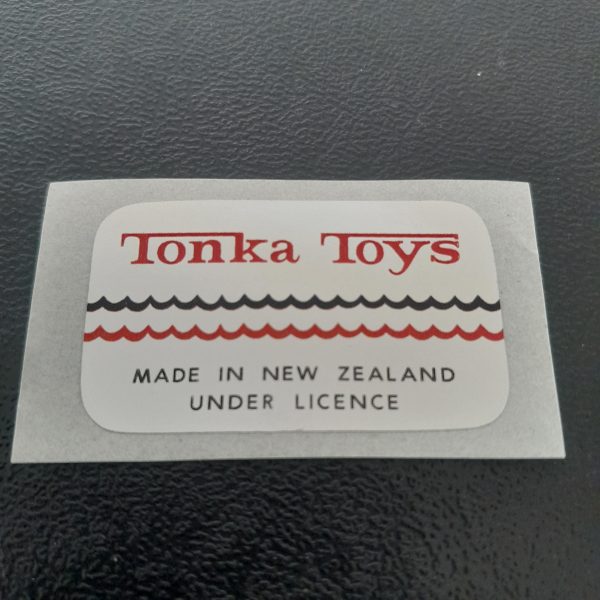 Tonka Toys
MADE IN NEW ZEALAND
UNDER LICENCE